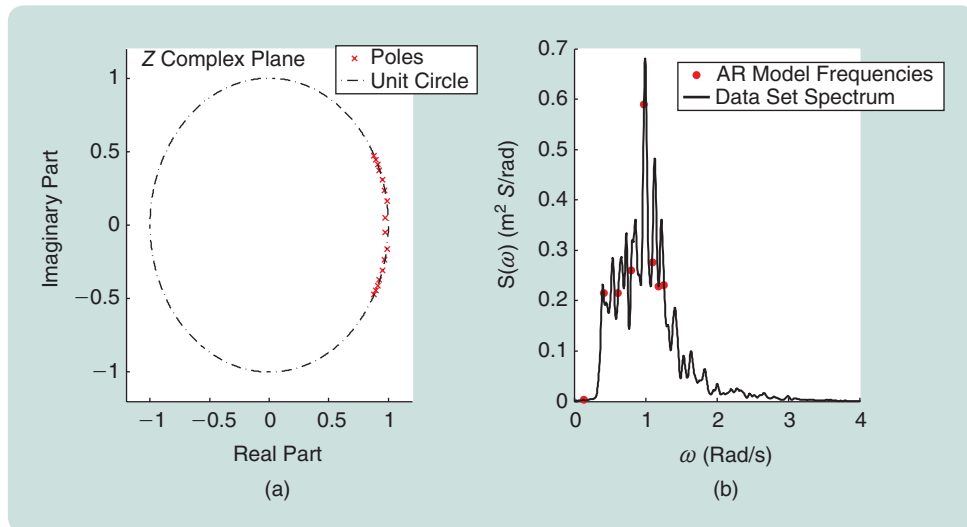 Z Complex Plane
× Poles
Unit Circle
1
0.5
0
−0.5
−1
Imaginary Part
−1
−0.5
0
0.5
1
Real Part
(a)
0.7
AR Model Frequencies
Data Set Spectrum
0.6
0.5
0.4
0.3
0.2
0.1
0
S(ω) (m² S/rad)
0
1
2
3
4
ω (Rad/s)
(b)